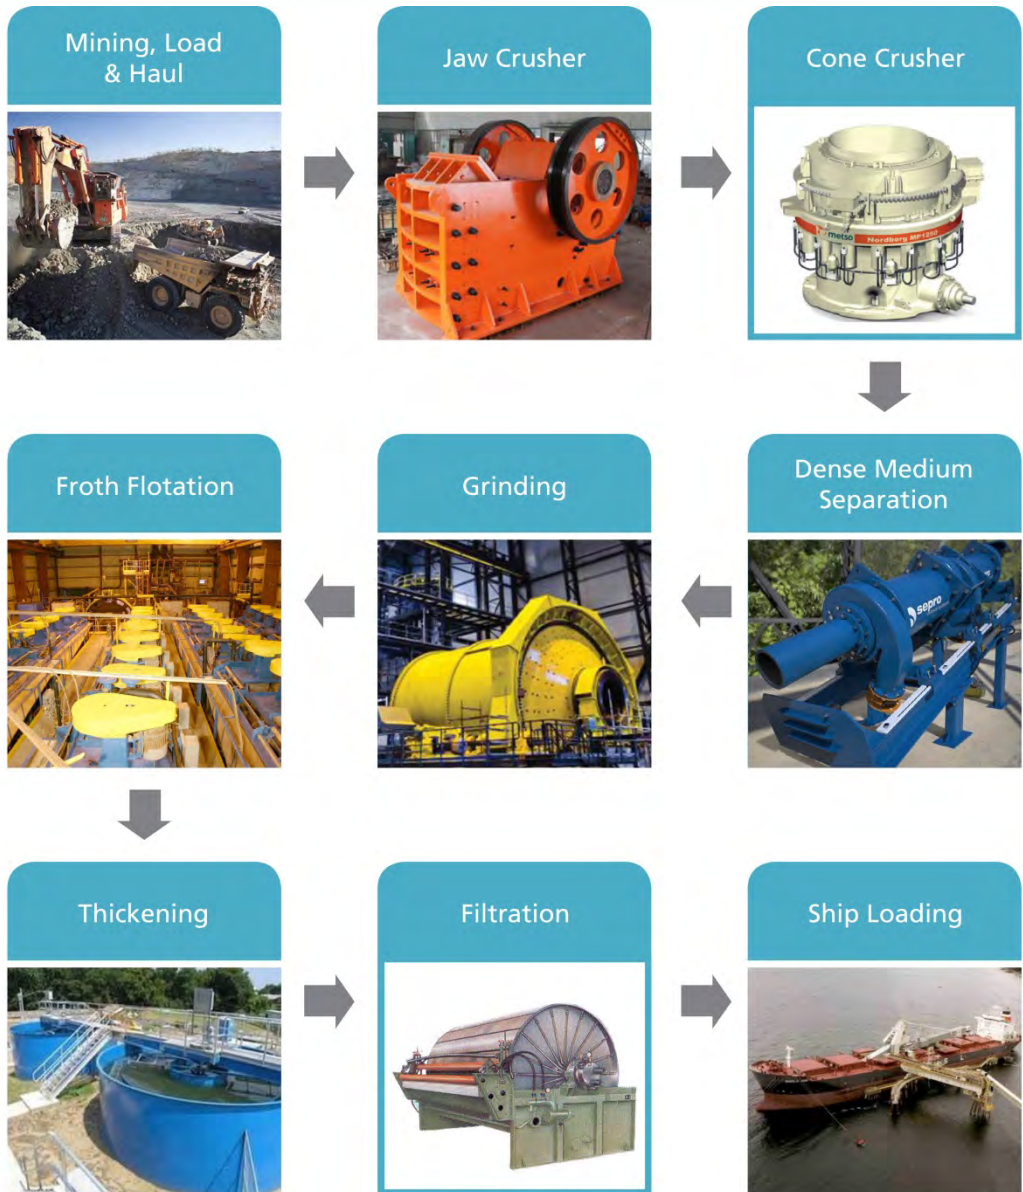 Mining, Load
& Haul
Jaw Crusher
Cone Crusher
metso
Nordberg MP1250
Froth Flotation
Grinding
Dense Medium
Separation
sepro
Thickening
Filtration
Ship Loading